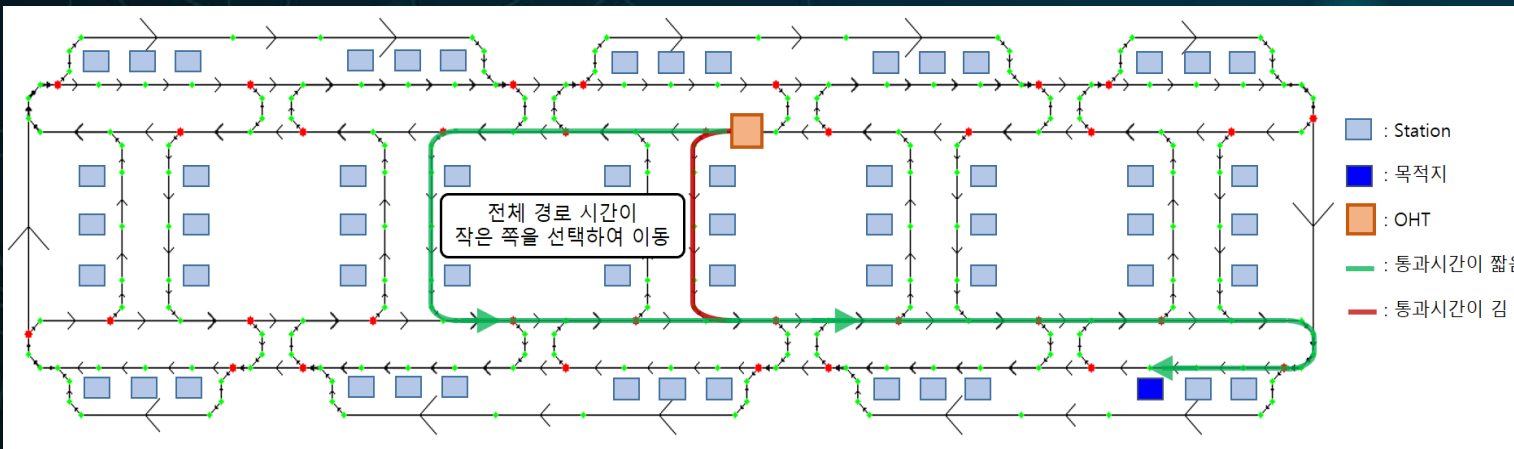 전체 경로 시간이
작은 쪽을 선택하여 이동
: Station
: 목적지
: OHT
: 통과시간이 짧은
: 통과시간이 김